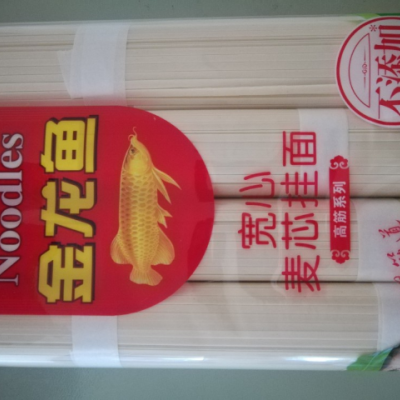 Noodles
金龙鱼
宽心
麦芯挂面
高筋系列
不添加